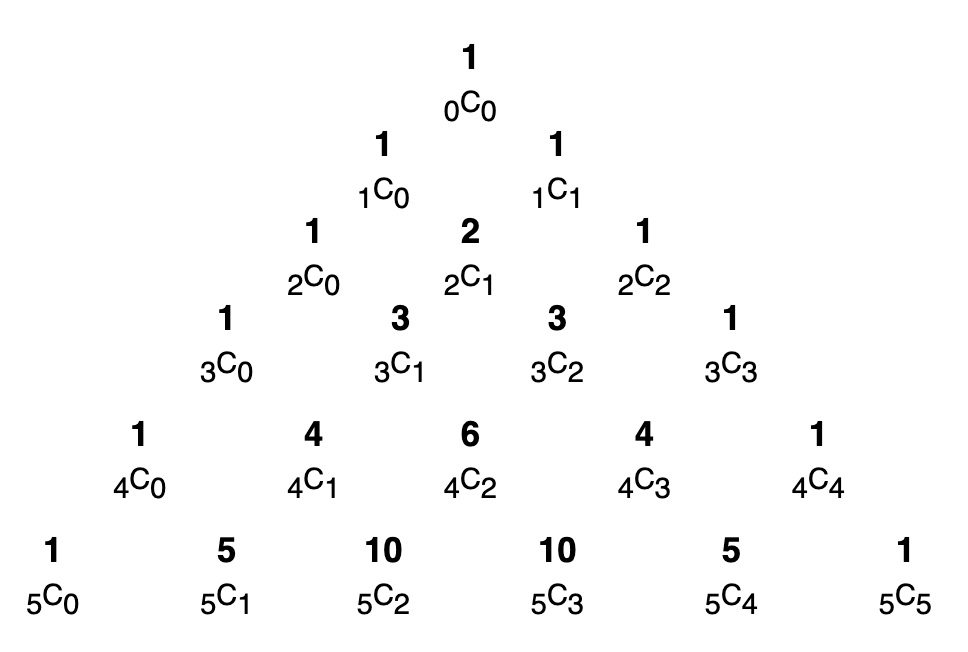 1
₀C₀
1 1
₁C₀ ₁C₁
1 2 1
₂C₀ ₂C₁ ₂C₂
1 3 3 1
₃C₀ ₃C₁ ₃C₂ ₃C₃
1 4 6 4 1
₄C₀ ₄C₁ ₄C₂ ₄C₃ ₄C₄
1 5 10 10 5 1
₅C₀ ₅C₁ ₅C₂ ₅C₃ ₅C₄ ₅C₅